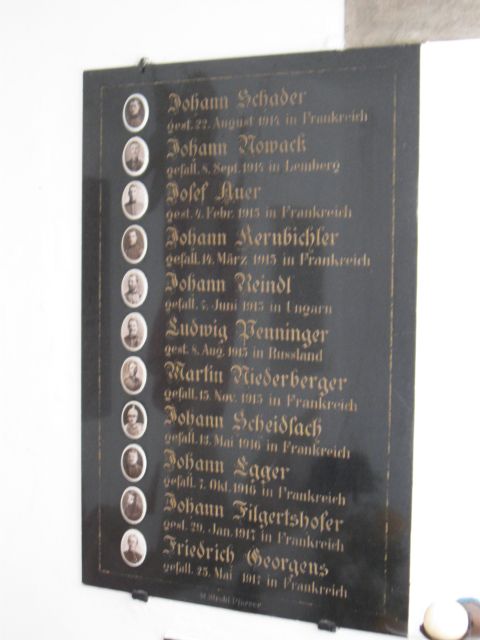 Johann Schader
gest. 22. August 1914 in Frankreich
Johann Nowack
gefall. 8. Sept. 1914 in Lemberg
Josef Auer
gest. 4. Febr. 1915 in Frankreich
Johann Kernbichler
gefall. 14. März 1915 in Frankreich
Johann Reindl
gefall. 5. Juni 1915 in Ungarn
Ludwig Penninger
gest. 8. Aug. 1915 in Russland
Martin Niederberger
gefall. 15. Nov. 1915 in Frankreich
Johann Scheidsach
gefall. 13. Mai 1916 in Frankreich
Johann Egger
gefall. 7. Okt. 1916 in Frankreich
Johann Filgertshofer
gest. 29. Jan. 1917 in Frankreich
Friedrich Georgens
gefall. 25. Mai 1917 in Frankreich